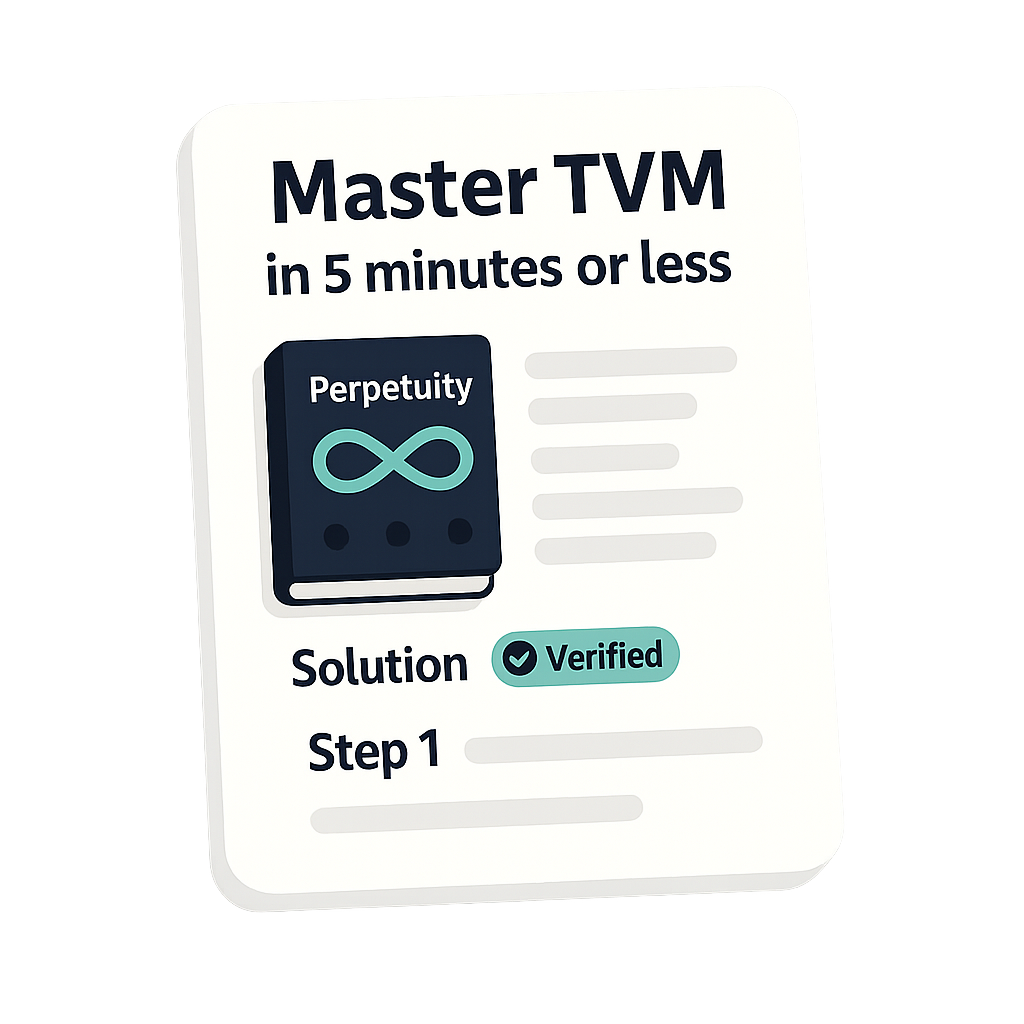 Master TVM
in 5 minutes or less
Perpetuity
Solution
Verified
Step 1